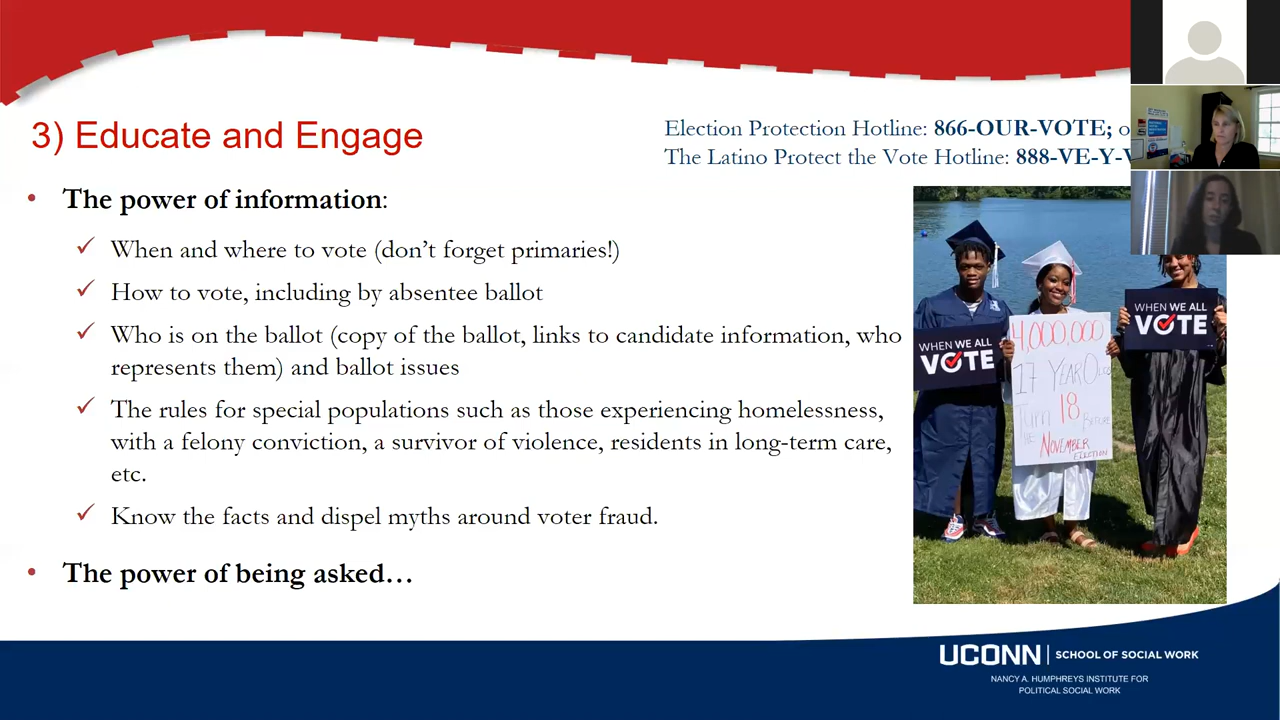 3) Educate and Engage
Election Protection Hotline: 866-OUR-VOTE; o
The Latino Protect the Vote Hotline: 888-VE-Y-V
• The power of information:
✓ When and where to vote (don’t forget primaries!)
✓ How to vote, including by absentee ballot
✓ Who is on the ballot (copy of the ballot, links to candidate information, who
represents them) and ballot issues
✓ The rules for special populations such as those experiencing homelessness,
with a felony conviction, a survivor of violence, residents in long-term care,
etc.
✓ Know the facts and dispel myths around voter fraud.
• The power of being asked…
WHEN WE ALL
VOTE
4,000,000
17 YEAR
Turn 18 BEFORE
THE NOVEMBER
ELECTION
WHEN WE ALL
VOTE
UCONN | SCHOOL OF SOCIAL WORK
NANCY A. HUMPHREYS INSTITUTE FOR
POLITICAL SOCIAL WORK